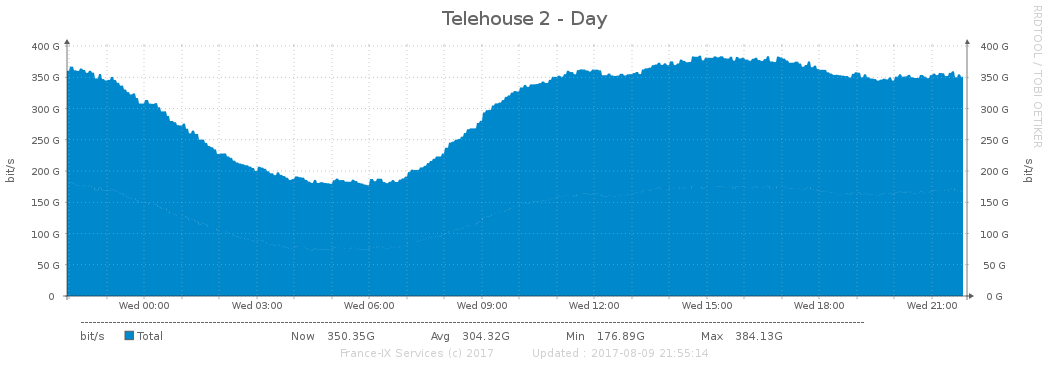 Telehouse 2 - Day
RRDTOOL / TOBI OETIKER
bit/s
400 G
350 G
300 G
250 G
200 G
150 G
100 G
50 G
0
400 G
350 G
300 G
250 G
200 G
150 G
100 G
50 G
0 G
bit/s
Wed 00:00 Wed 03:00 Wed 06:00 Wed 09:00 Wed 12:00 Wed 15:00 Wed 18:00 Wed 21:00
bit/s Total Now 350.35G Avg 304.32G Min 176.89G Max 384.13G
France-IX Services (c) 2017 Updated : 2017-08-09 21:55:14